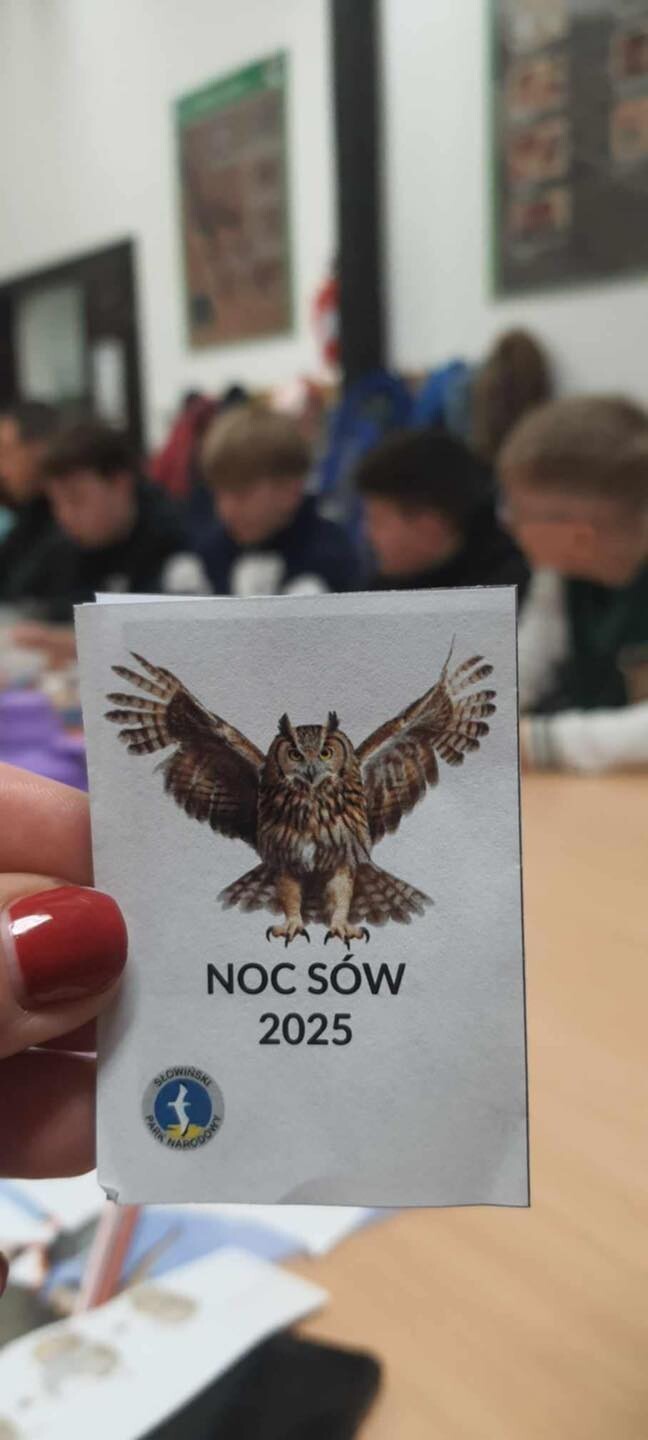 NOC SÓW
2025
SŁOWIŃSKI
PARK NARODOWY